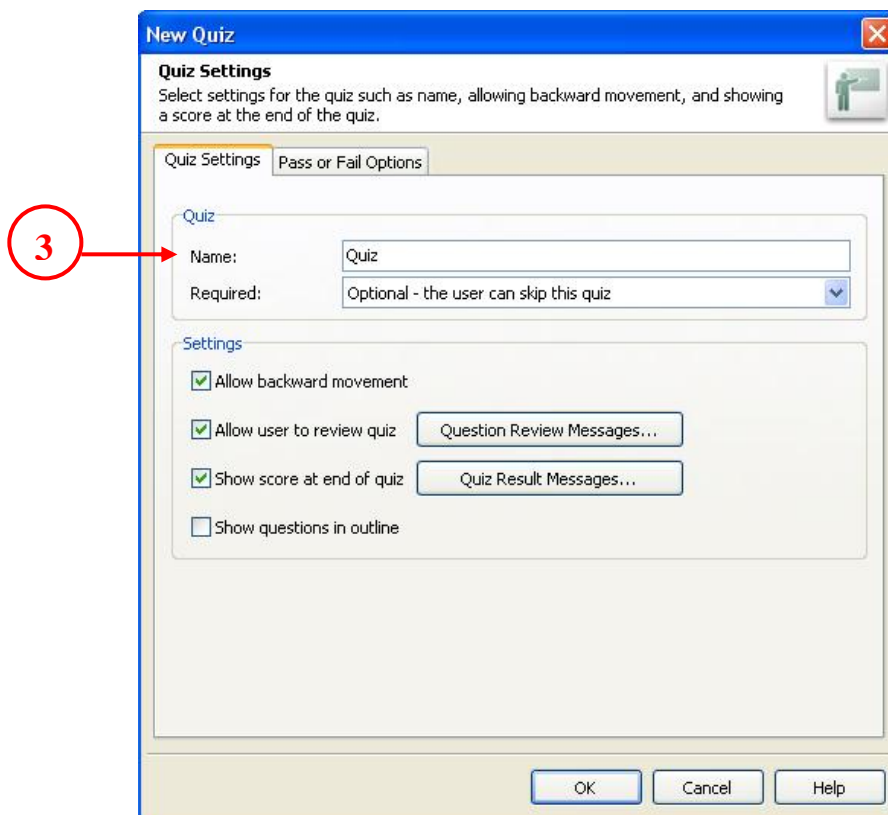 New Quiz
Quiz Settings
Select settings for the quiz such as name, allowing backward movement, and showing
a score at the end of the quiz.
Quiz Settings
Pass or Fail Options
Quiz
3
Name:
Quiz
Required:
Optional - the user can skip this quiz
Settings
Allow backward movement
Allow user to review quiz
Question Review Messages...
Show score at end of quiz
Quiz Result Messages...
Show questions in outline
OK
Cancel
Help